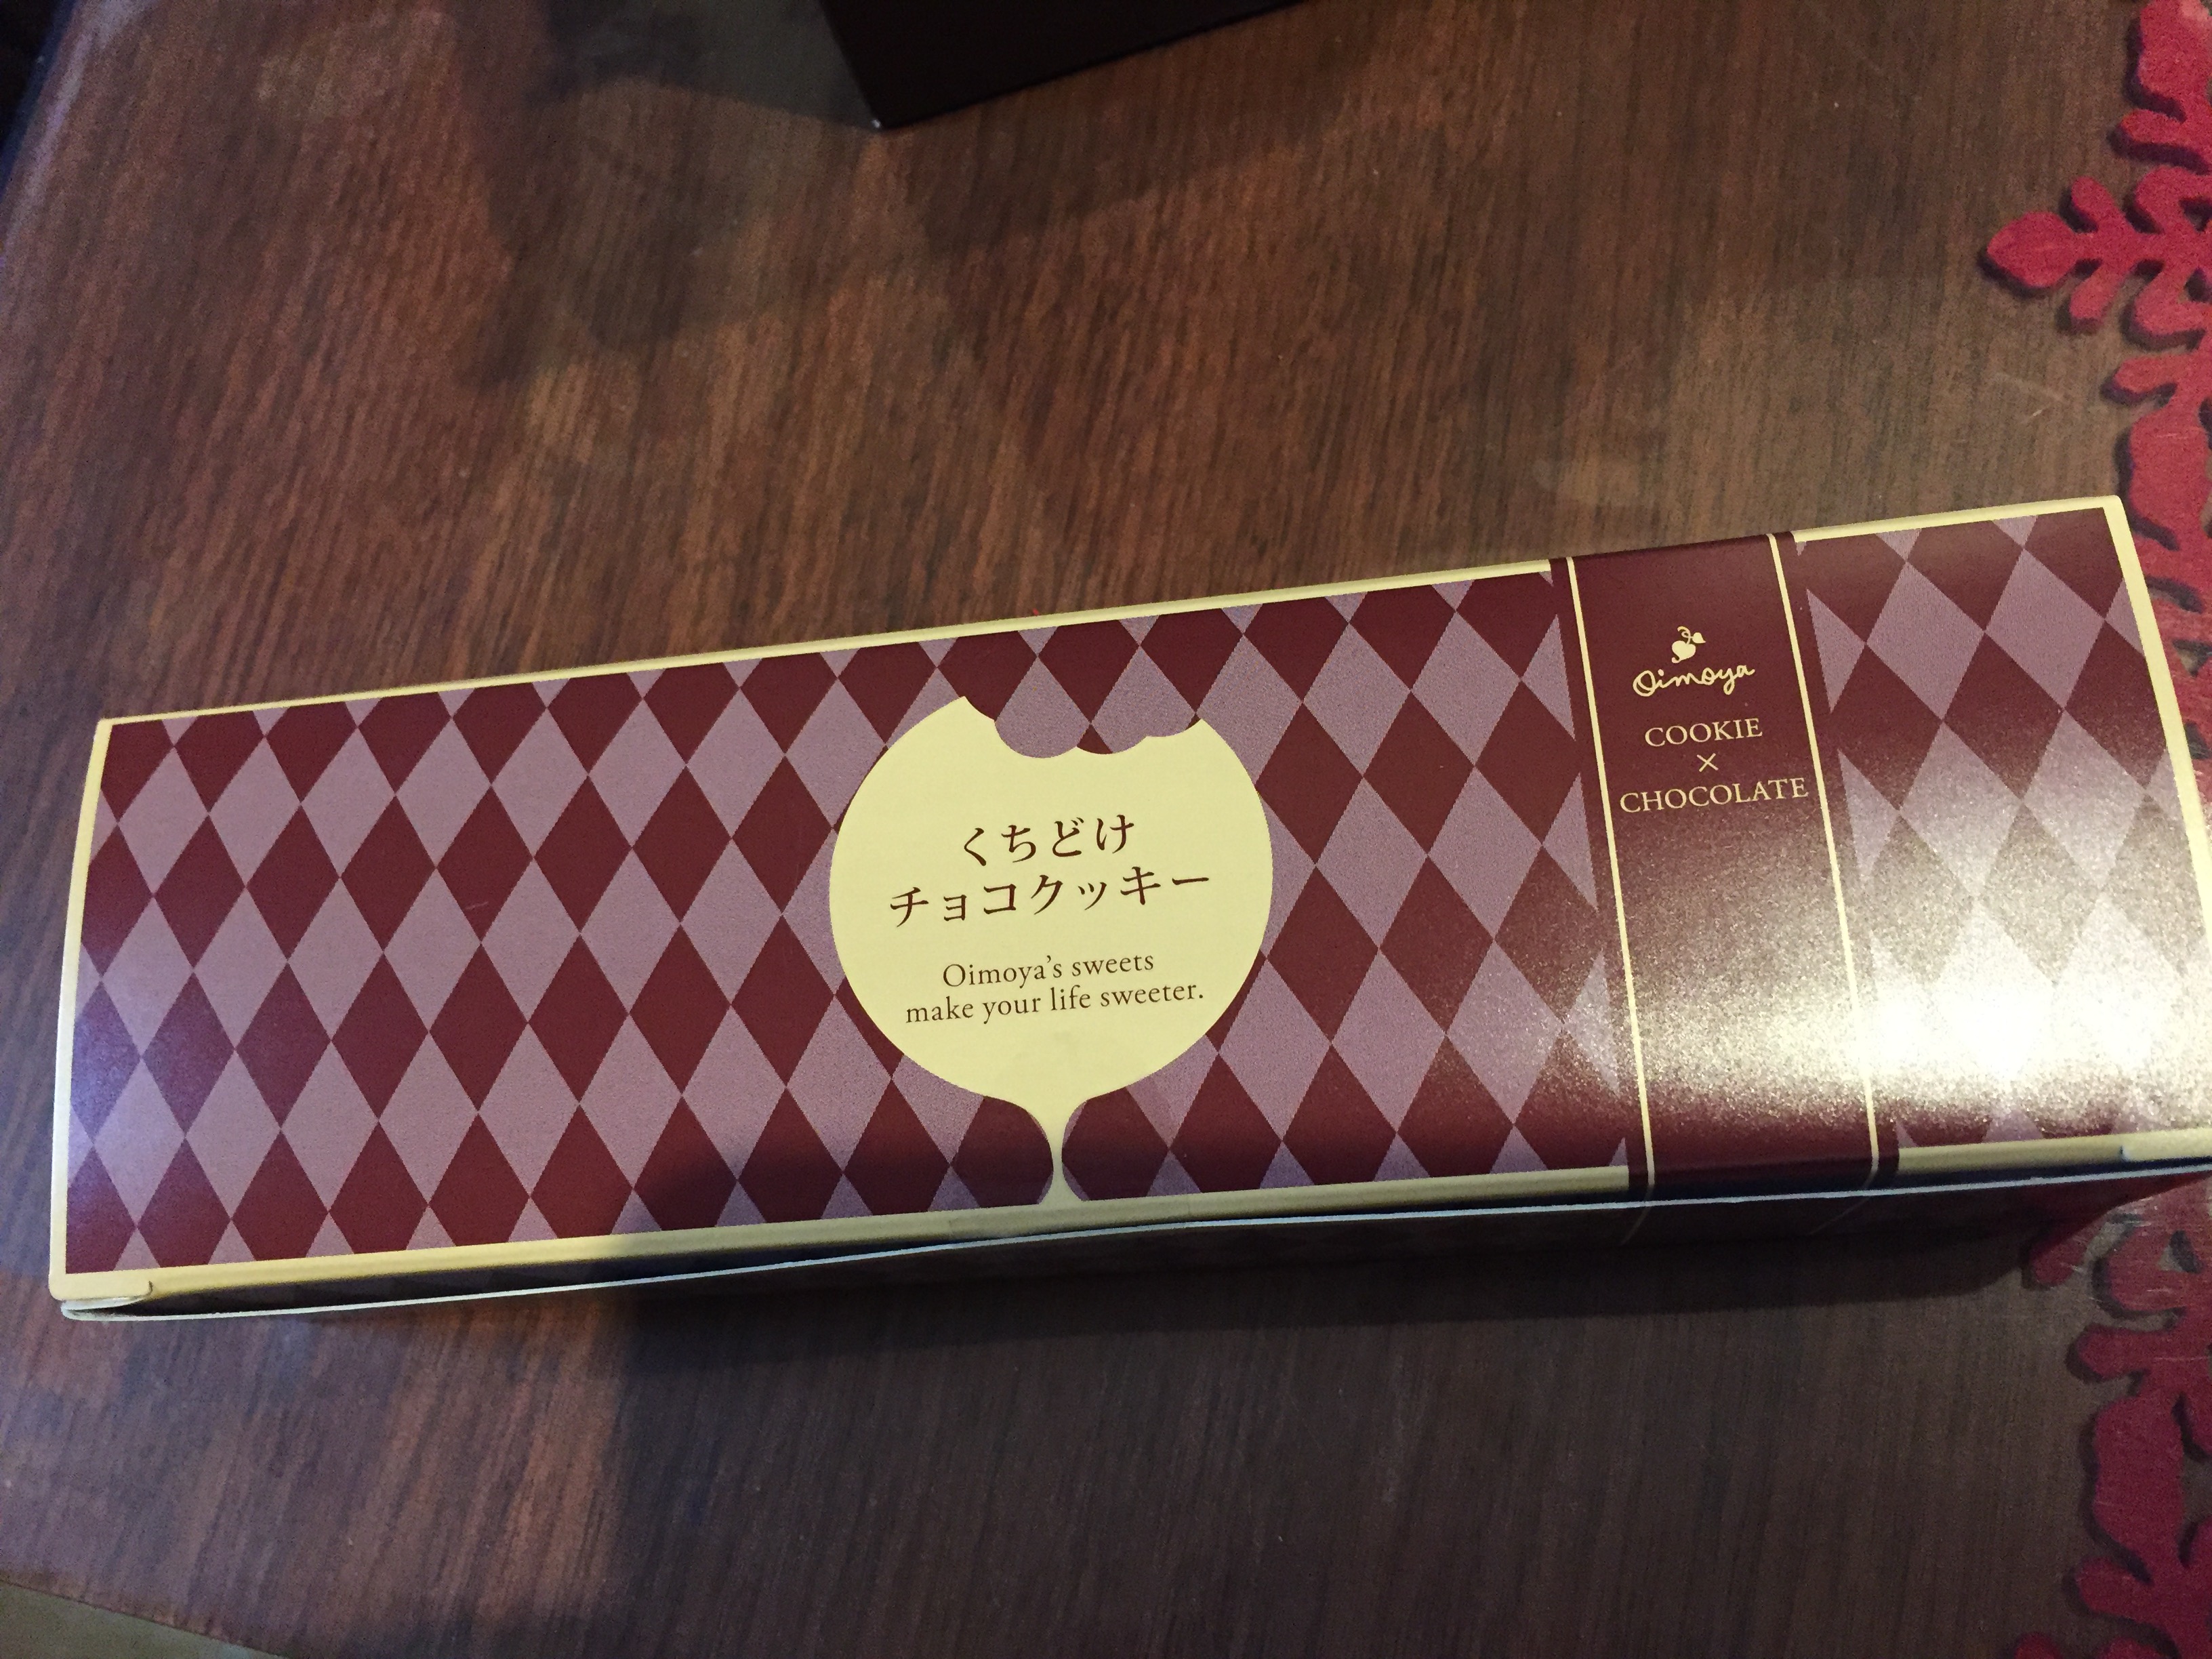 くちどけ
チョコクッキー
Oimoya's sweets
make your life sweeter.
Oimoya
COOKIE
×
CHOCOLATE